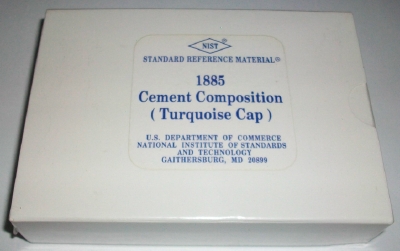 NIST
STANDARD REFERENCE MATERIAL®
1885
Cement Composition
( Turquoise Cap )
U.S. DEPARTMENT OF COMMERCE
NATIONAL INSTITUTE OF STANDARDS
AND TECHNOLOGY
GAITHERSBURG, MD 20899